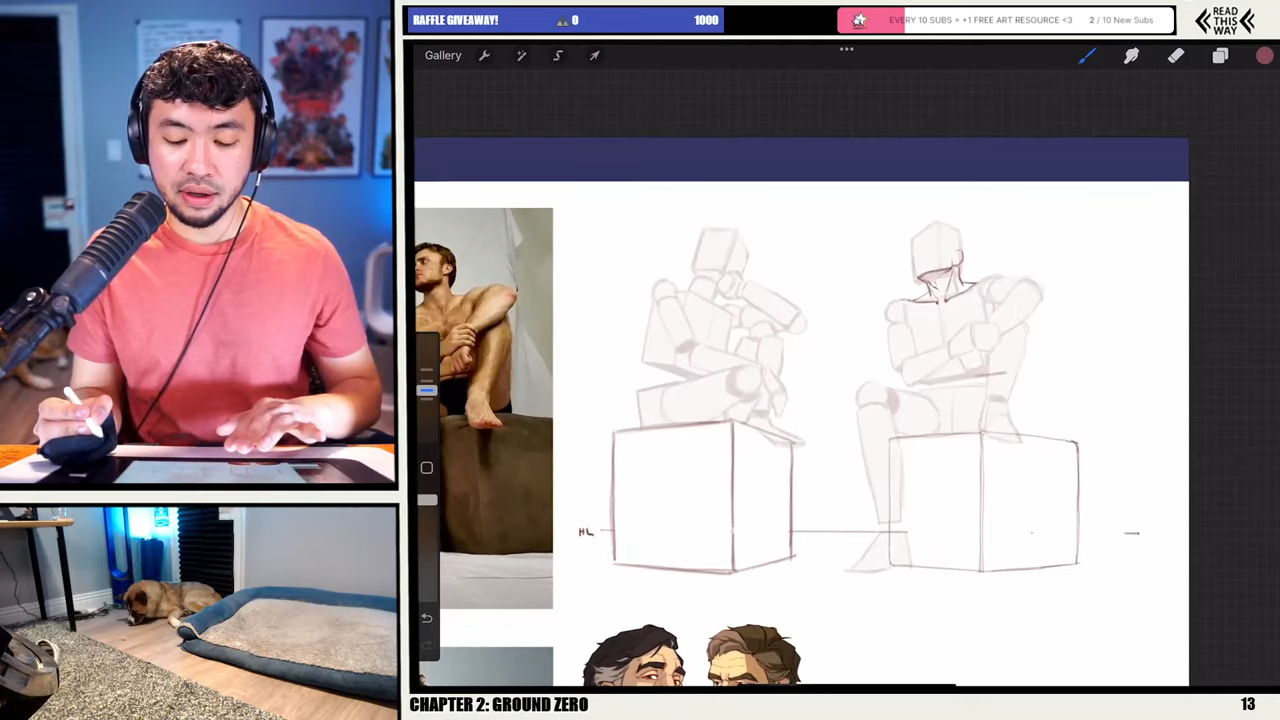 RAFFLE GIVEAWAY! 0 1000
EVERY 10 SUBS = +1 FREE ART RESOURCE <3 2 / 10 New Subs
READ
THIS
WAY
Gallery
HL
CHAPTER 2: GROUND ZERO 13